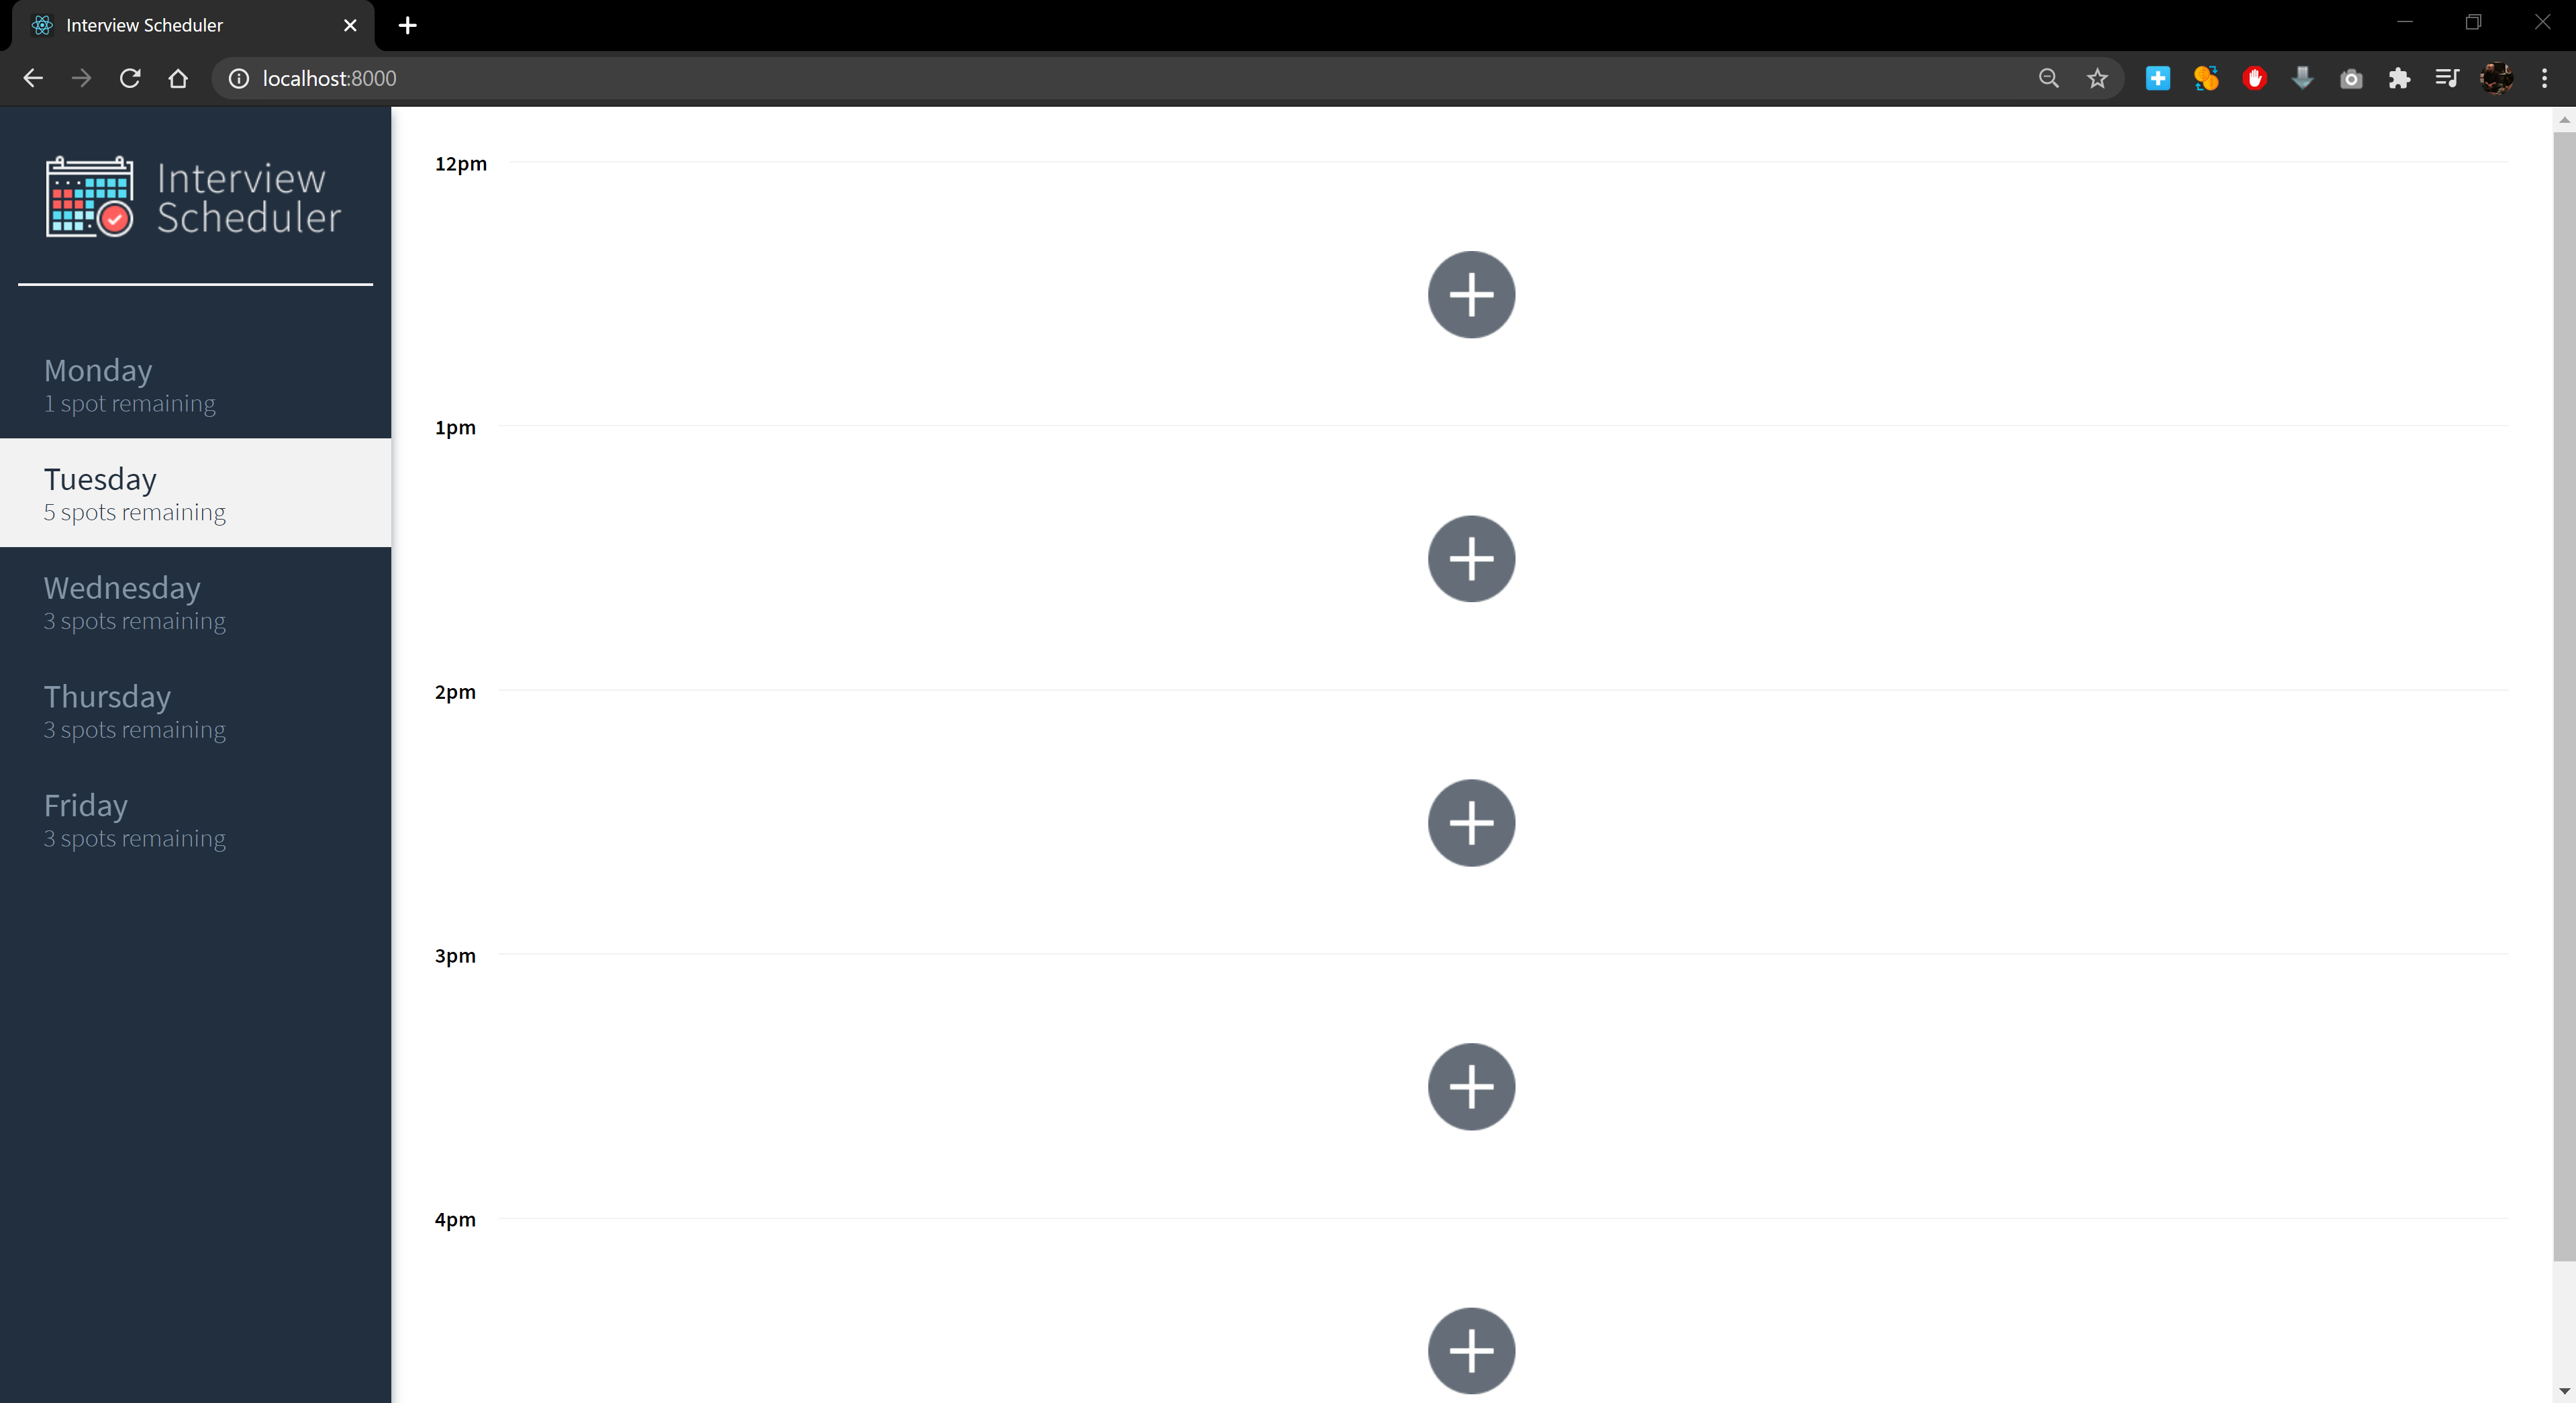 Interview Scheduler
localhost:8000
Interview
Scheduler
Monday
1 spot remaining
Tuesday
5 spots remaining
Wednesday
3 spots remaining
Thursday
3 spots remaining
Friday
3 spots remaining
12pm
1pm
2pm
3pm
4pm